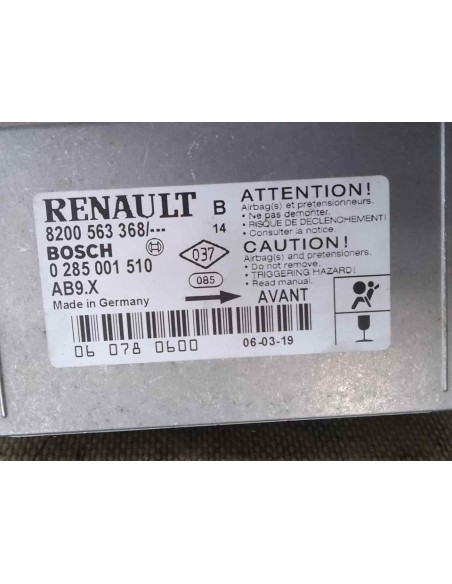 RENAULT B
8200 563 368/--- 14
BOSCH
0 285 001 510
AB9.X
Made in Germany
037
085
AVANT
ATTENTION!
Airbag(s) et pretensionneurs.
• Ne pas demonter.
• RISQUE DE DECLENCHEMENT!
• Consulter la notice.
CAUTION!
Airbag(s) and pretensioners.
• Do not remove.
• TRIGGERING HAZARD!
• Read manual.
06 078 0600
06-03-19